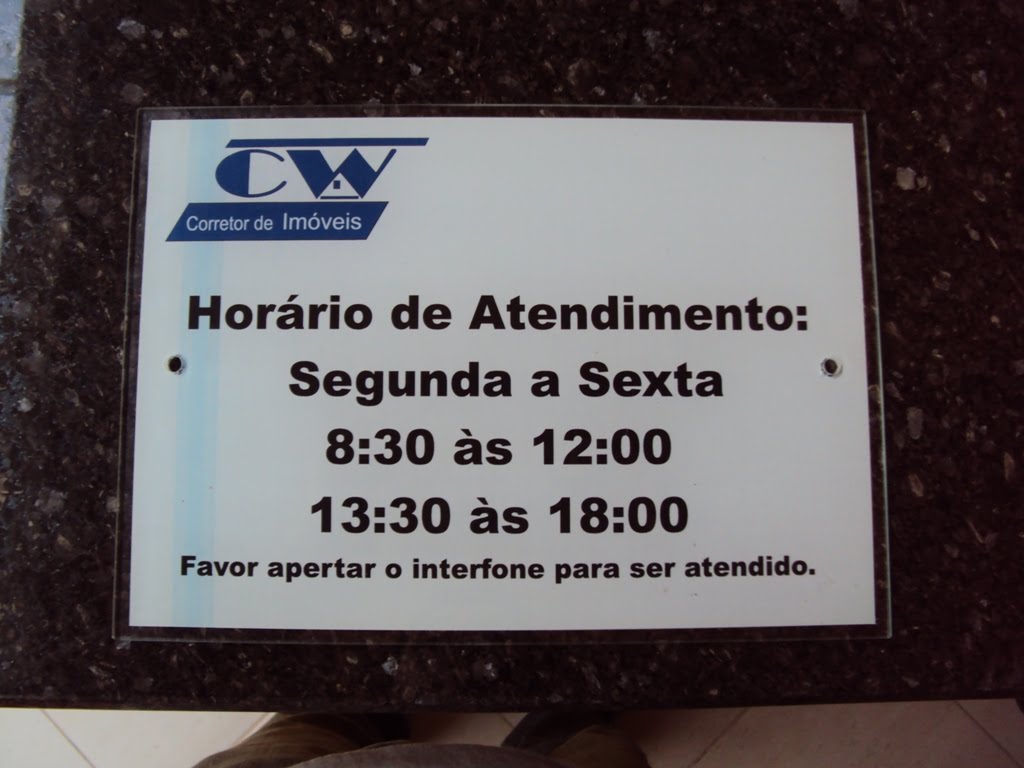 CW
Corretor de Imóveis
Horário de Atendimento:
Segunda a Sexta
8:30 às 12:00
13:30 às 18:00
Favor apertar o interfone para ser atendido.